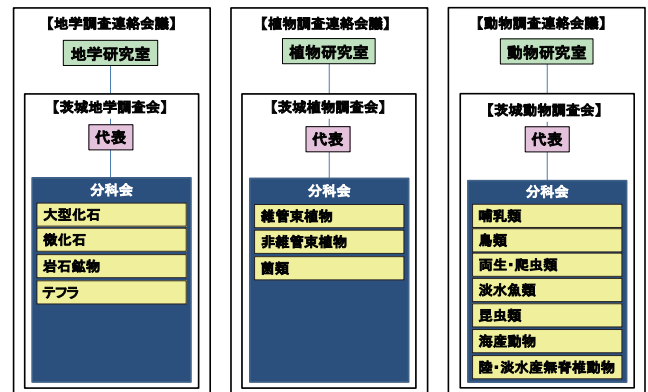 【地学調査連絡会議】
地学研究室
【茨城地学調査会】
代表
分科会
大型化石
微化石
岩石鉱物
テフラ
【植物調査連絡会議】
植物研究室
【茨城植物調査会】
代表
分科会
維管束植物
非維管束植物
菌類
【動物調査連絡会議】
動物研究室
【茨城動物調査会】
代表
分科会
哺乳類
鳥類
両生・爬虫類
淡水魚類
昆虫類
海産動物
陸・淡水産無脊椎動物